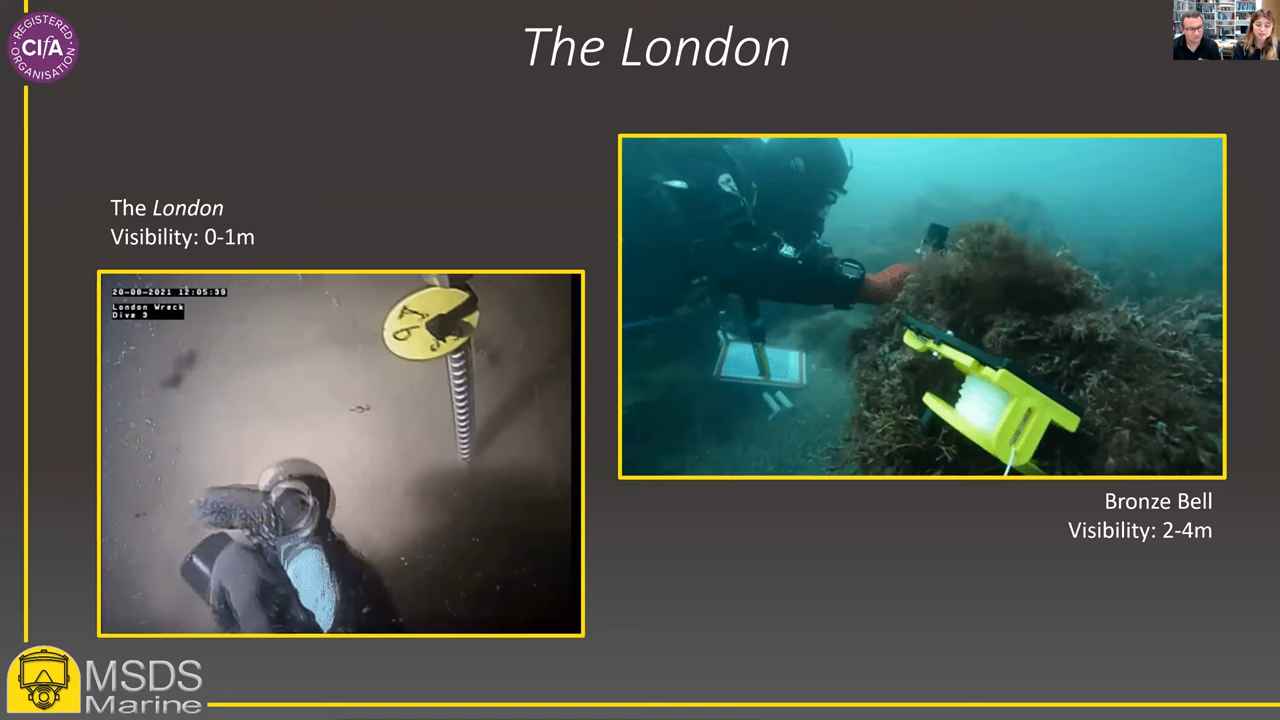 REGISTERED
CIfA
ORGANISATION
The London
The London
Visibility: 0-1m
20-08-2021 12:05:39
London Wreck
Dive 3
Bronze Bell
Visibility: 2-4m
MSDS
Marine